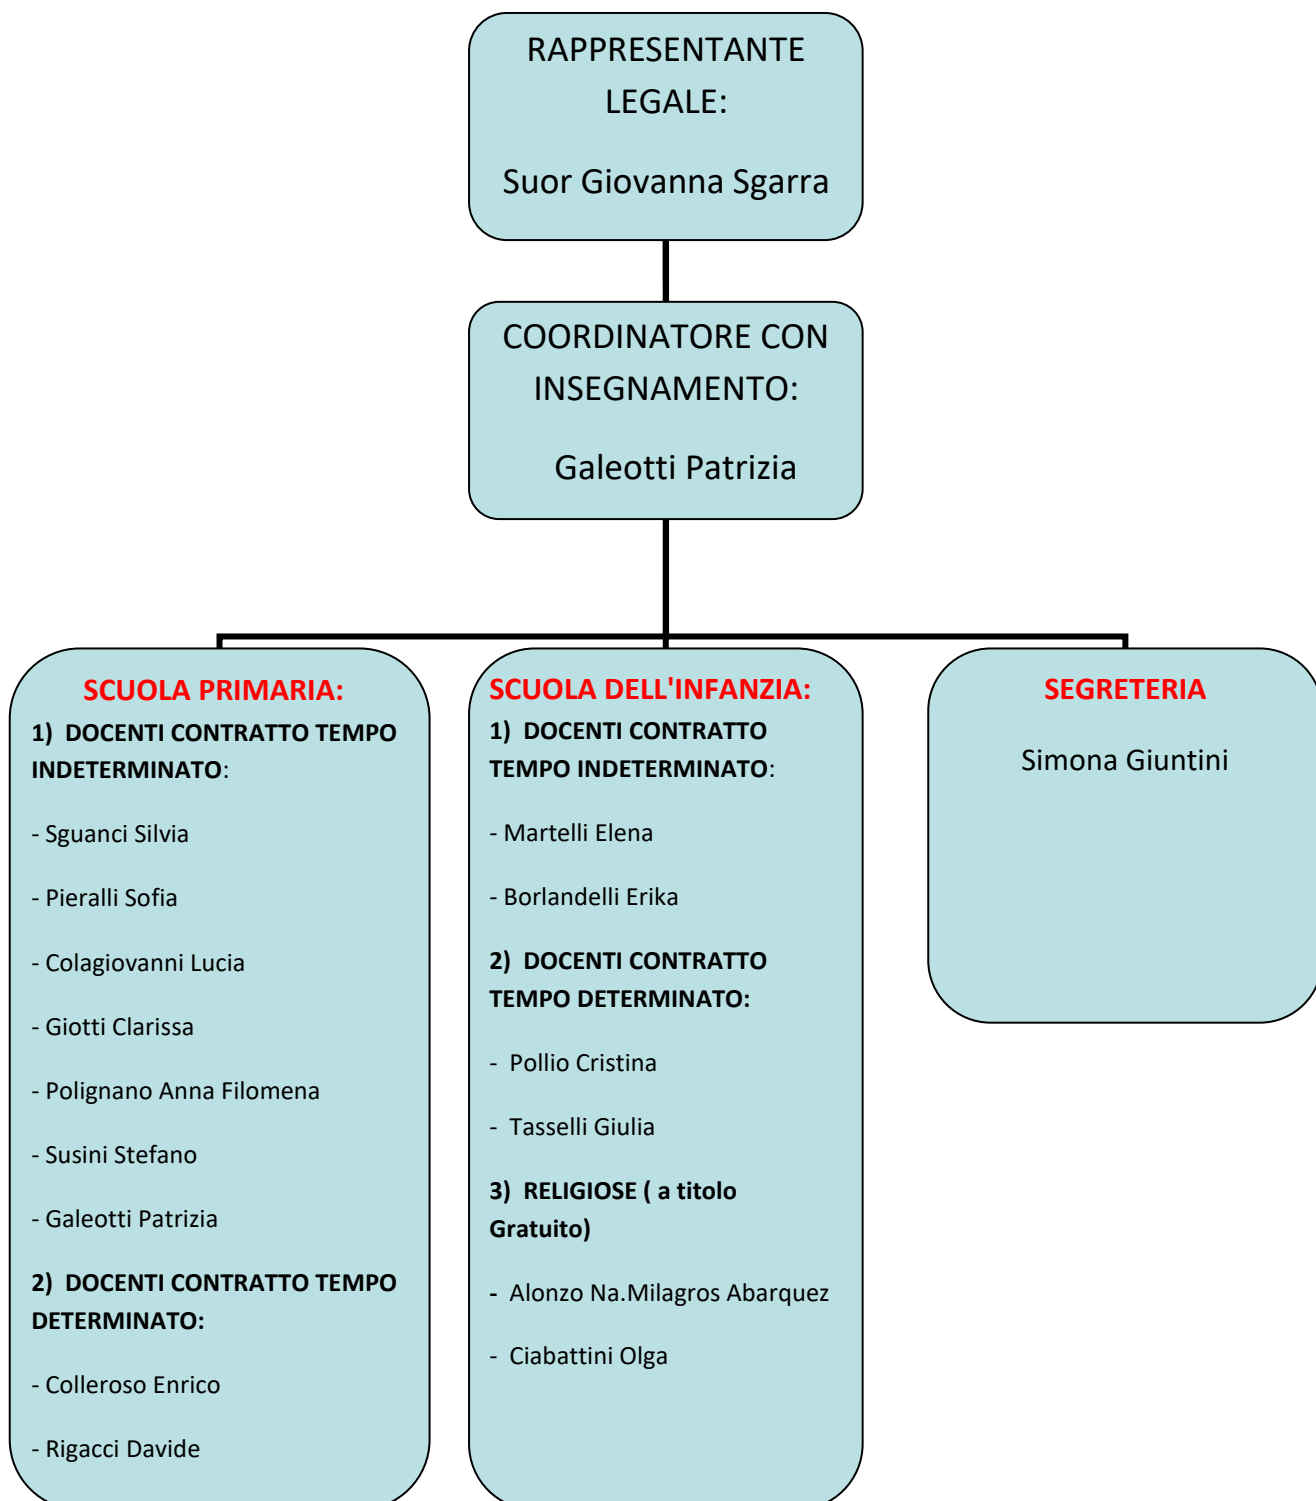 RAPPRESENTANTE
LEGALE:
Suor Giovanna Sgarra
COORDINATORE CON
INSEGNAMENTO:
Galeotti Patrizia
SCUOLA PRIMARIA:
1) DOCENTI CONTRATTO TEMPO
INDETERMINATO:
- Sguanci Silvia
- Pieralli Sofia
- Colagiovanni Lucia
- Giotti Clarissa
- Polignano Anna Filomena
- Susini Stefano
- Galeotti Patrizia
2) DOCENTI CONTRATTO TEMPO
DETERMINATO:
- Colleroso Enrico
- Rigacci Davide
SCUOLA DELL'INFANZIA:
1) DOCENTI CONTRATTO
TEMPO INDETERMINATO:
- Martelli Elena
- Borlandelli Erika
2) DOCENTI CONTRATTO
TEMPO DETERMINATO:
- Pollio Cristina
- Tasselli Giulia
3) RELIGIOSE ( a titolo
Gratuito)
- Alonzo Na.Milagros Abarquez
- Ciabattini Olga
SEGRETERIA
Simona Giuntini